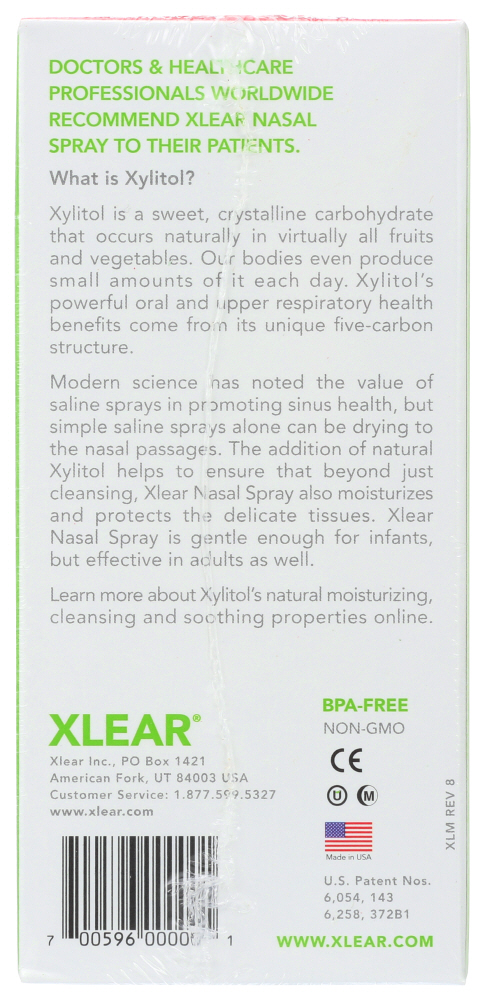 DOCTORS & HEALTHCARE
PROFESSIONALS WORLDWIDE
RECOMMEND XLEAR NASAL
SPRAY TO THEIR PATIENTS.
What is Xylitol?
Xylitol is a sweet, crystalline carbohydrate
that occurs naturally in virtually all fruits
and vegetables. Our bodies even produce
small amounts of it each day. Xylitol's
powerful oral and upper respiratory health
benefits come from its unique five-carbon
structure.
Modern science has noted the value of
saline sprays in promoting sinus health, but
simple saline sprays alone can be drying to
the nasal passages. The addition of natural
Xylitol helps to ensure that beyond just
cleansing, Xlear Nasal Spray also moisturizes
and protects the delicate tissues. Xlear
Nasal Spray is gentle enough for infants,
but effective in adults as well.
Learn more about Xylitol's natural moisturizing,
cleansing and soothing properties online.
XLEAR®
Xlear Inc., PO Box 1421
American Fork, UT 84003 USA
Customer Service: 1.877.599.5327
www.xlear.com
BPA-FREE
NON-GMO
CE
U M
Made in USA
U.S. Patent Nos.
6,054, 143
6,258, 372B1
WWW.XLEAR.COM
XLM REV 8
7 00596 00000 1